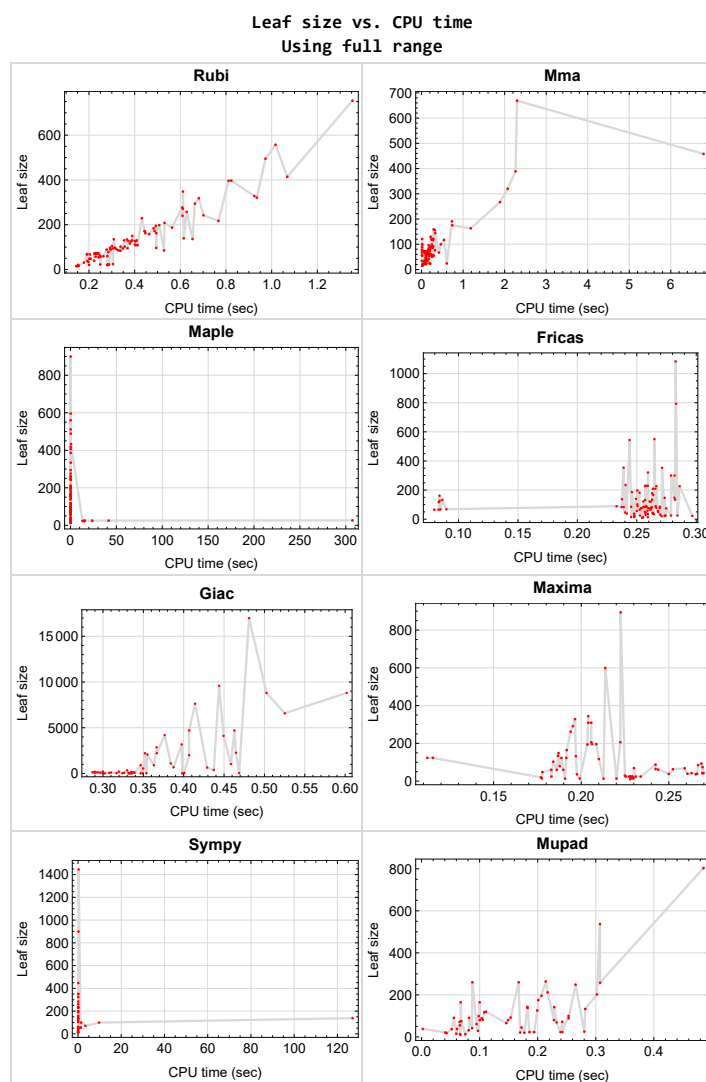 Leaf size vs. CPU time
Using full range
Rubi
Leaf size
600
400
200
0
0.2 0.4 0.6 0.8 1.0 1.2
CPU time (sec)
Mma
Leaf size
700
600
500
400
300
200
100
0
0 1 2 3 4 5 6
CPU time (sec)
Maple
Leaf size
800
600
400
200
0
0 50 100 150 200 250 300
CPU time (sec)
Fricas
Leaf size
1000
800
600
400
200
0
0.10 0.15 0.20 0.25 0.30
CPU time (sec)
Giac
Leaf size
15000
10000
5000
0
0.30 0.35 0.40 0.45 0.50 0.55 0.60
CPU time (sec)
Maxima
Leaf size
800
600
400
200
0
0.15 0.20 0.25
CPU time (sec)
Sympy
Leaf size
1400
1200
1000
800
600
400
200
0
0 20 40 60 80 100 120
CPU time (sec)
Mupad
Leaf size
800
600
400
200
0
0.0 0.1 0.2 0.3 0.4
CPU time (sec)